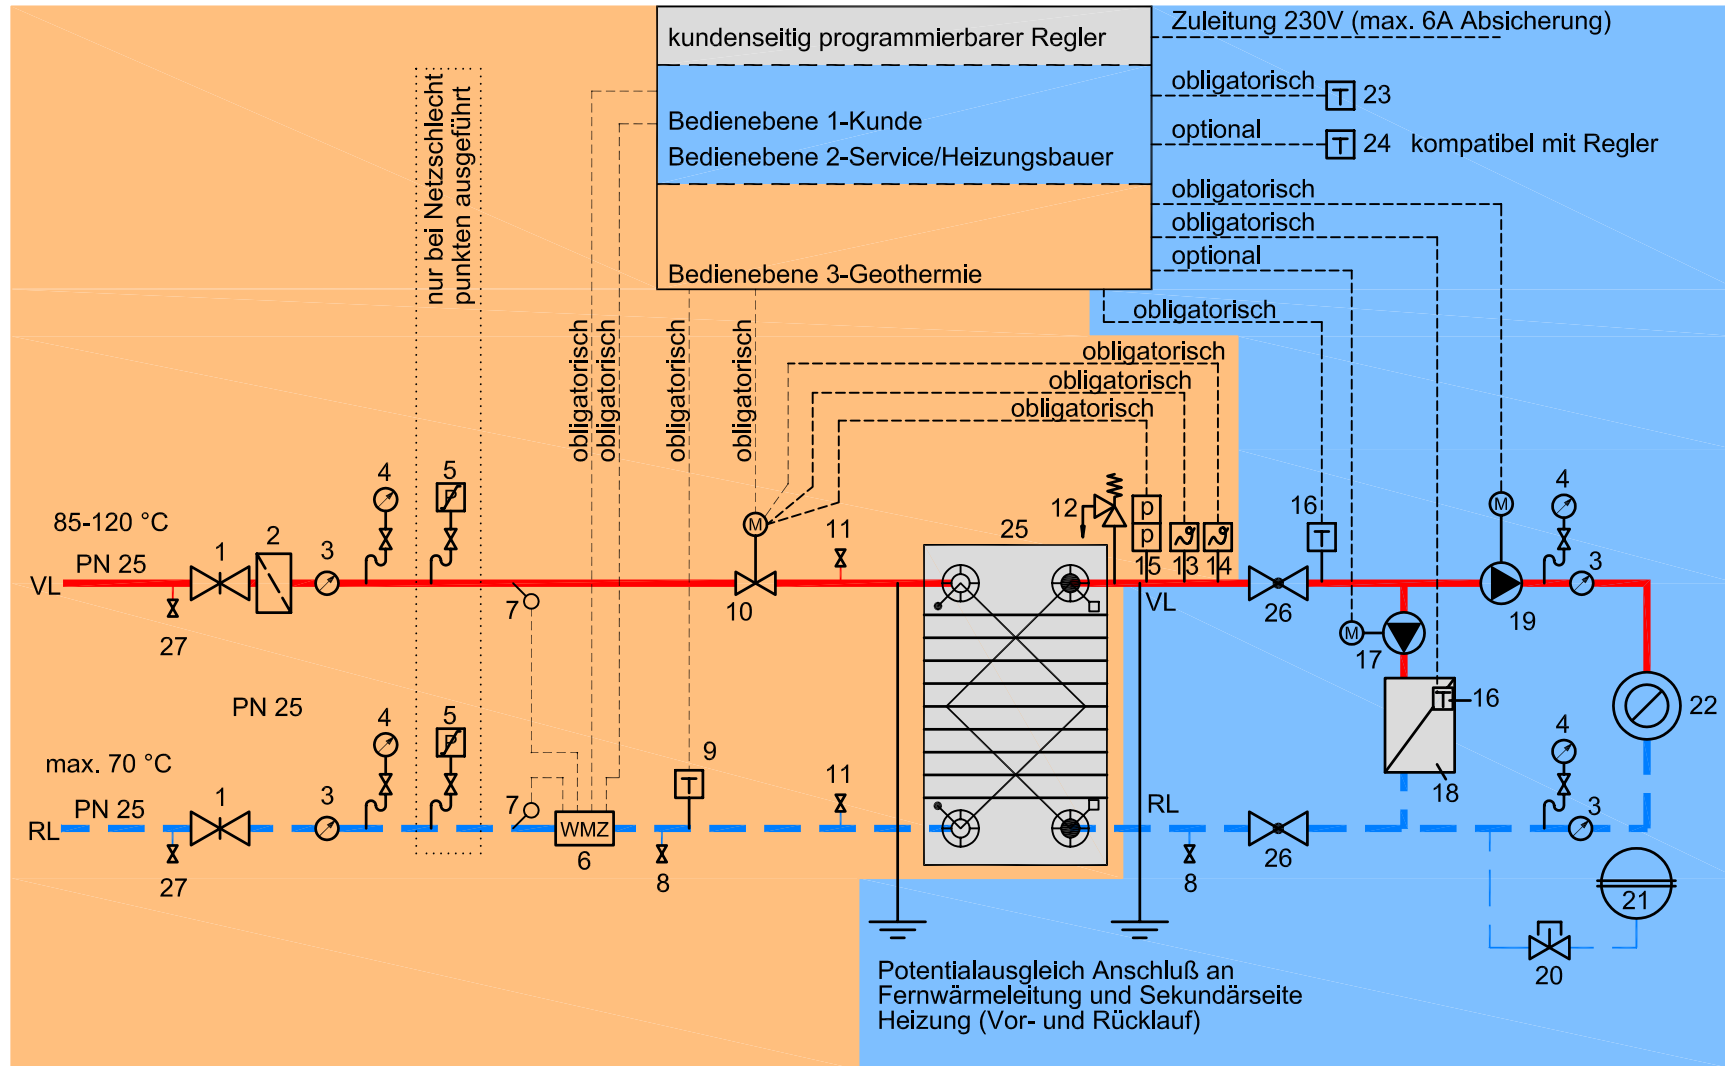 kundenseitig programmierbarer Regler
Bedienebene 1-Kunde
Bedienebene 2-Service/Heizungsbauer
Bedienebene 3-Geothermie
Zuleitung 230V (max. 6A Absicherung)
obligatorisch
T 23
optional
T 24 kompatibel mit Regler
obligatorisch
obligatorisch
optional
obligatorisch
obligatorisch
obligatorisch
obligatorisch
nur bei Netzschlecht
punkten ausgeführt
obligatorisch
obligatorisch
obligatorisch
obligatorisch
85-120 °C
PN 25
VL
27
1
2
3
4
5
P
7
M
10
11
25
12
p
p
15
13
14
VL
16
T
26
M
17
M
19
4
3
16
T
18
22
PN 25
max. 70 °C
PN 25
RL
27
1
3
4
5
P
7
WMZ
6
8
9
T
11
RL
8
26
4
3
21
20
Potentialausgleich Anschluß an
Fernwärmeleitung und Sekundärseite
Heizung (Vor- und Rücklauf)